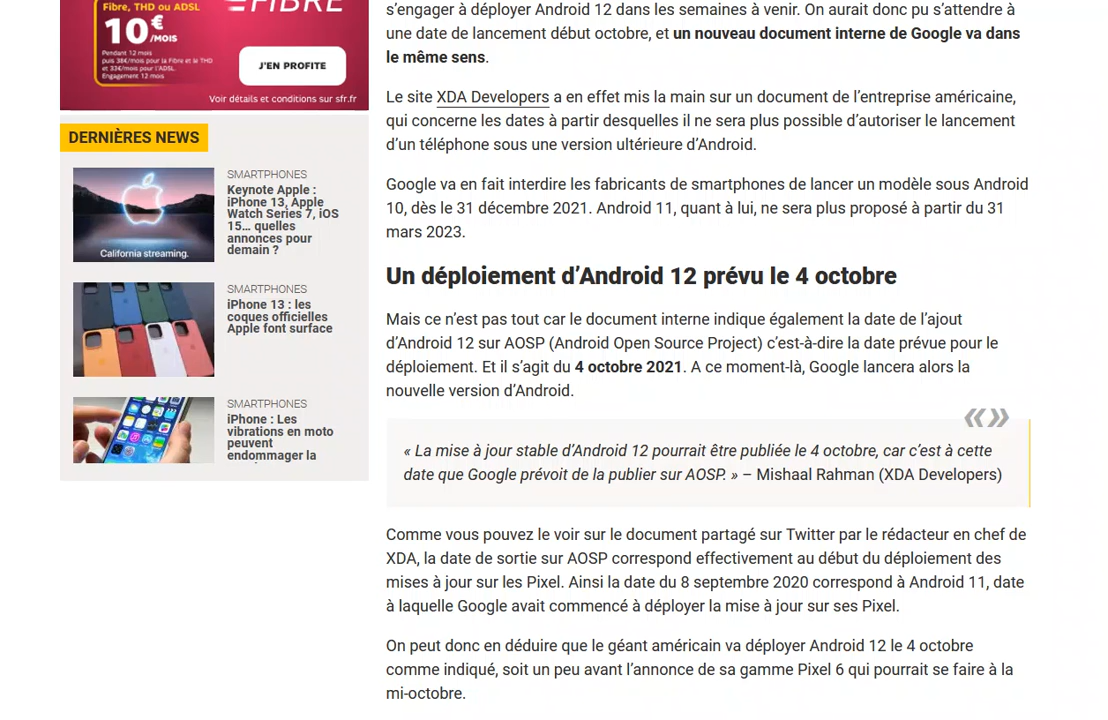 FIBRE
Fibre, THD ou ADSL
10€
/MOIS
Pendant 12 mois
puis 38€/mois pour la Fibre et le THD
et 33€/mois pour l'ADSL.
Engagement 12 mois
J'EN PROFITE
Voir détails et conditions sur sfr.fr
DERNIÈRES NEWS
California streaming.
SMARTPHONES
Keynote Apple :
iPhone 13, Apple
Watch Series 7, iOS
15… quelles
annonces pour
demain ?
SMARTPHONES
iPhone 13 : les
coques officielles
Apple font surface
SMARTPHONES
iPhone : Les
vibrations en moto
peuvent
endommager la
s’engager à déployer Android 12 dans les semaines à venir. On aurait donc pu s’attendre à
une date de lancement début octobre, et un nouveau document interne de Google va dans
le même sens.
Le site XDA Developers a en effet mis la main sur un document de l’entreprise américaine,
qui concerne les dates à partir desquelles il ne sera plus possible d’autoriser le lancement
d’un téléphone sous une version ultérieure d’Android.
Google va en fait interdire les fabricants de smartphones de lancer un modèle sous Android
10, dès le 31 décembre 2021. Android 11, quant à lui, ne sera plus proposé à partir du 31
mars 2023.
Un déploiement d’Android 12 prévu le 4 octobre
Mais ce n’est pas tout car le document interne indique également la date de l’ajout
d’Android 12 sur AOSP (Android Open Source Project) c’est-à-dire la date prévue pour le
déploiement. Et il s’agit du 4 octobre 2021. A ce moment-là, Google lancera alors la
nouvelle version d’Android.
«»
« La mise à jour stable d’Android 12 pourrait être publiée le 4 octobre, car c’est à cette
date que Google prévoit de la publier sur AOSP. » – Mishaal Rahman (XDA Developers)
Comme vous pouvez le voir sur le document partagé sur Twitter par le rédacteur en chef de
XDA, la date de sortie sur AOSP correspond effectivement au début du déploiement des
mises à jour sur les Pixel. Ainsi la date du 8 septembre 2020 correspond à Android 11, date
à laquelle Google avait commencé à déployer la mise à jour sur ses Pixel.
On peut donc en déduire que le géant américain va déployer Android 12 le 4 octobre
comme indiqué, soit un peu avant l’annonce de sa gamme Pixel 6 qui pourrait se faire à la
mi-octobre.